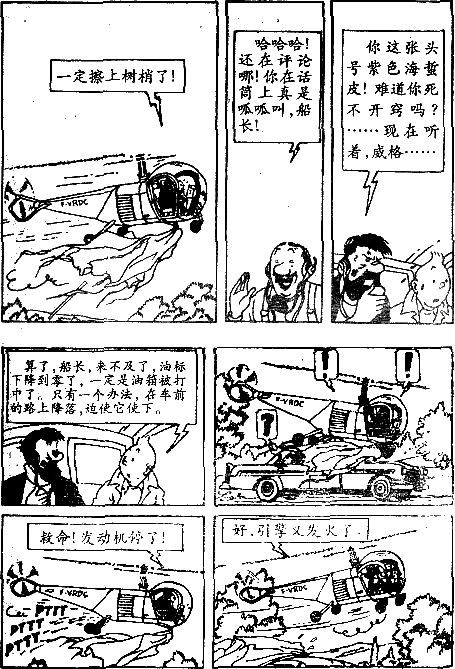 一定擦上树梢了!
F-VRDC
哈哈哈!
还在评论
哪!你在话
筒上真是
呱呱叫,船
长!
你这张头
号紫色海蜇
皮!难道你死
不开窍吗?
……现在听
着,威格……
算了,船长,来不及了,油标
下降到零了,一定是油箱被打
中了。只有一个办法,在车前
的路上降落,迫使它使下。
!
!
?
F-VRDC
救命!发动机停了!
F-VRDC
PTTT
PTTT
PTTT
好,引擎又发火了.
F-VRDC